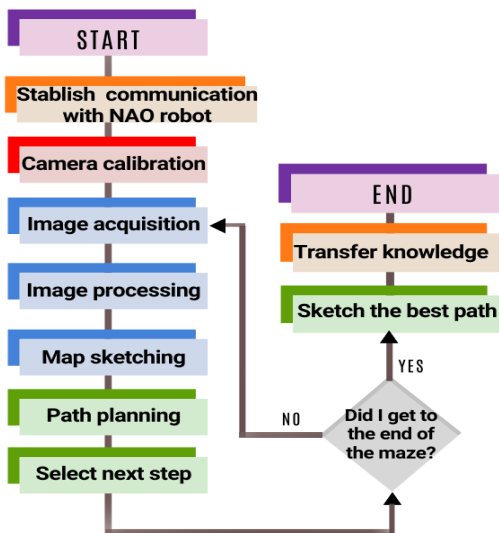 START
Stablish communication
with NAO robot
Camera calibration
Image acquisition
Image processing
Map sketching
Path planning
Select next step
END
Transfer knowledge
Sketch the best path
YES
NO
Did I get to
the end of
the maze?